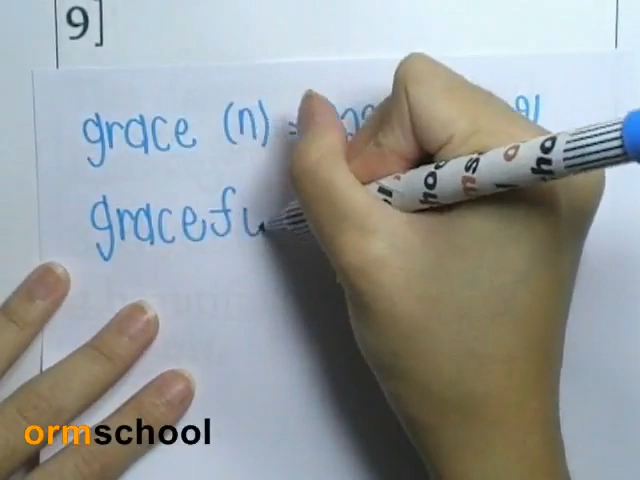 9]
grace (n) =
gracefu
ormschool